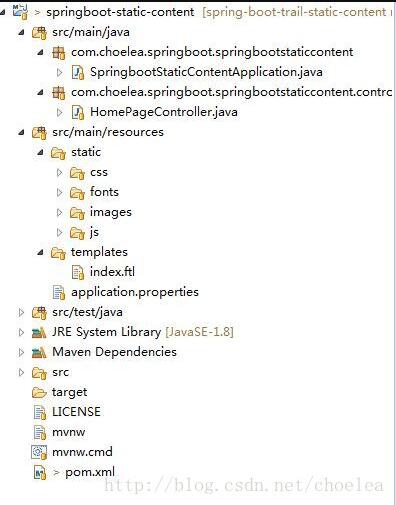 > springboot-static-content [spring-boot-trail-static-content
src/main/java
com.choelea.springboot.springbootstaticcontent
SpringbootStaticContentApplication.java
com.choelea.springboot.springbootstaticcontent.contrc
HomePageController.java
src/main/resources
static
css
fonts
images
js
templates
index.ftl
application.properties
src/test/java
JRE System Library [JavaSE-1.8]
Maven Dependencies
src
target
LICENSE
mvnw
mvnw.cmd
> pom.xml
http://blog.csdn.net/choelea